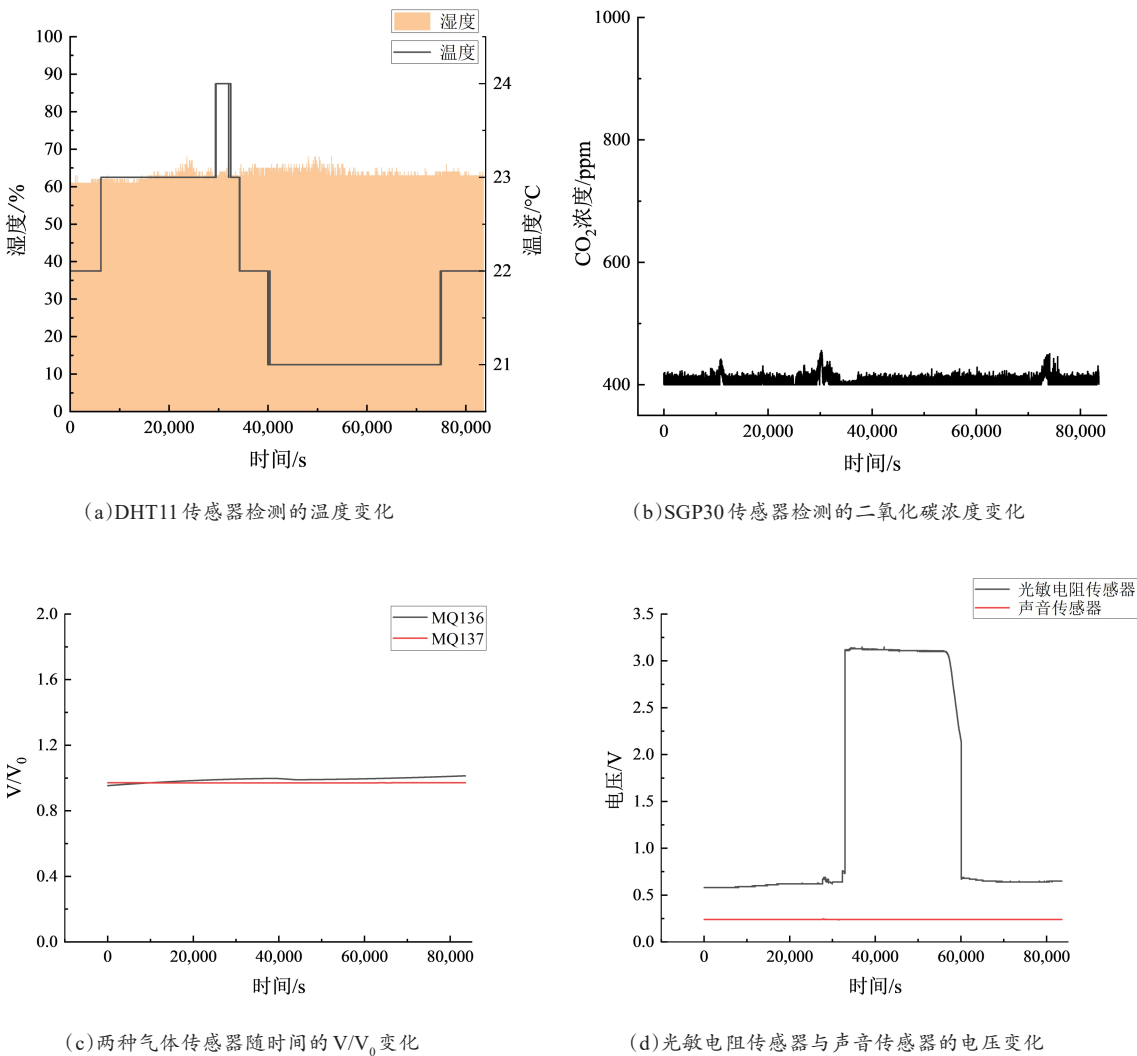 湿度
温度
100
90
80
70
60
50
40
30
20
10
0
湿度/%
24
23
22
21
温度/℃
0
20,000
40,000
60,000
80,000
时间/s
(a)DHT11传感器检测的温度变化
1000
800
600
400
CO₂浓度/ppm
0
20,000
40,000
60,000
80,000
时间/s
(b)SGP30传感器检测的二氧化碳浓度变化
MQ136
MQ137
2.0
1.6
1.2
0.8
0.4
0.0
V/V₀
0
20,000
40,000
60,000
80,000
时间/s
(c)两种气体传感器随时间的V/V₀变化
光敏电阻传感器
声音传感器
3.5
3.0
2.5
2.0
1.5
1.0
0.5
0.0
电压/V
0
20,000
40,000
60,000
80,000
时间/s
(d)光敏电阻传感器与声音传感器的电压变化